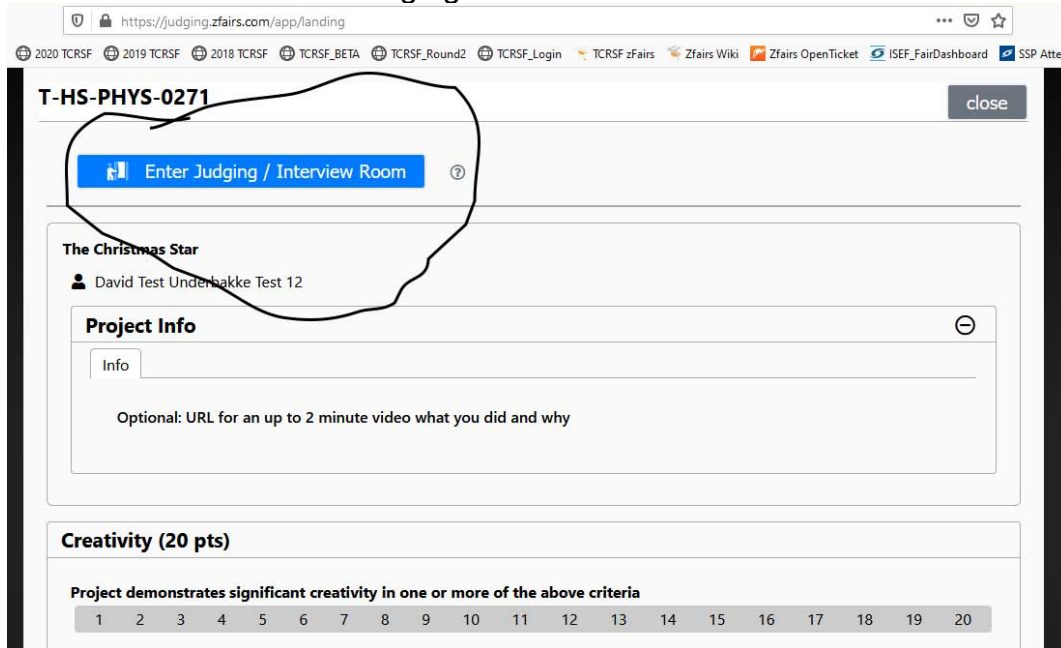 https://judging.zfairs.com/app/landing
2020 TCRSF 2019 TCRSF 2018 TCRSF TCRSF_BETA TCRSF_Round2 TCRSF_Login TCRSF zFairs Zfairs Wiki Zfairs OpenTicket ISEF_FairDashboard SSP Atte
T-HS-PHYS-0271 close
Enter Judging / Interview Room ?
The Christmas Star
David Test Underbakke Test 12
Project Info
Info
Optional: URL for an up to 2 minute video what you did and why
Creativity (20 pts)
Project demonstrates significant creativity in one or more of the above criteria
1 2 3 4 5 6 7 8 9 10 11 12 13 14 15 16 17 18 19 20